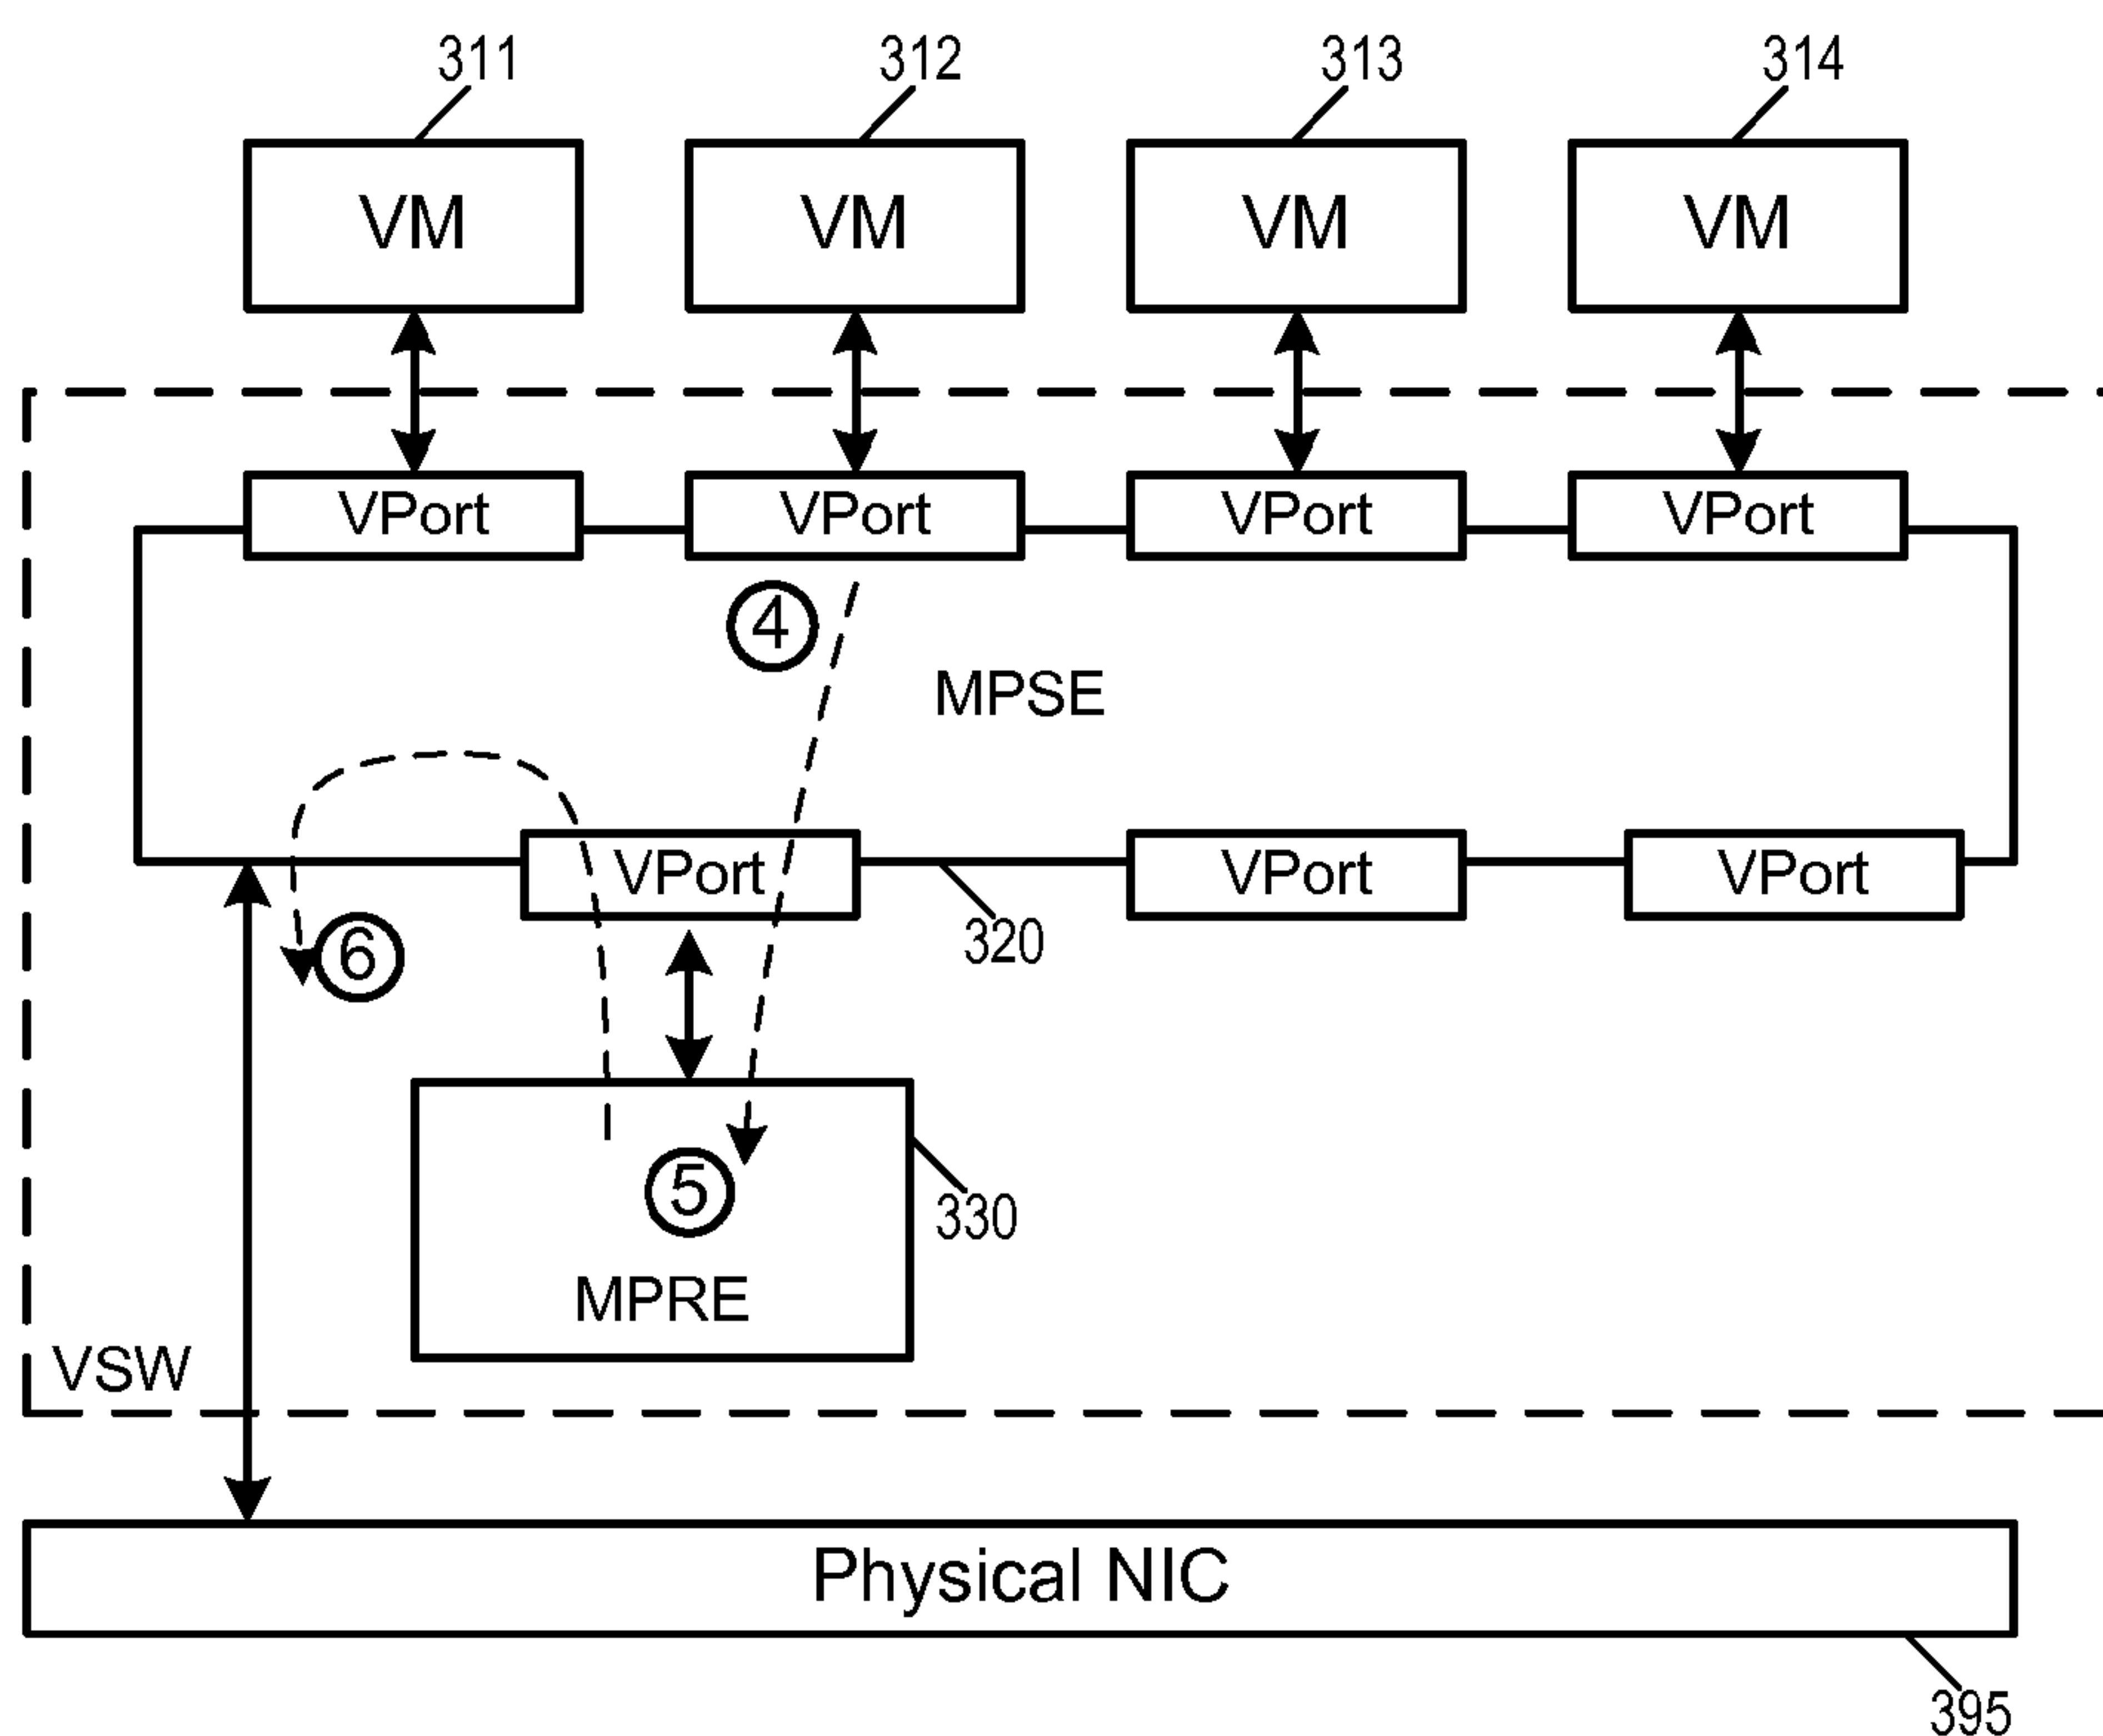 311 312 313 314
VM VM VM VM
VPort VPort VPort VPort
4
MPSE
VPort VPort VPort
320
6
5
330
MPRE
VSW
Physical NIC
395